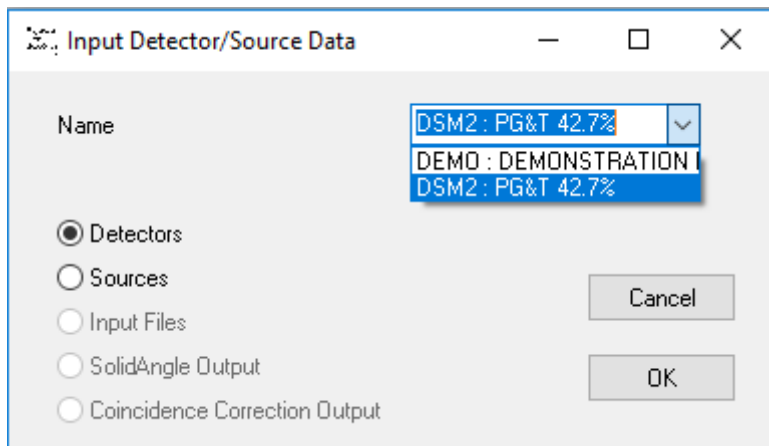 Input Detector/Source Data
Name
DSM2 : PG&T 42.7%
DEMO : DEMONSTRATION
DSM2 : PG&T 42.7%
Detectors
Sources
Input Files
SolidAngle Output
Coincidence Correction Output
Cancel
OK